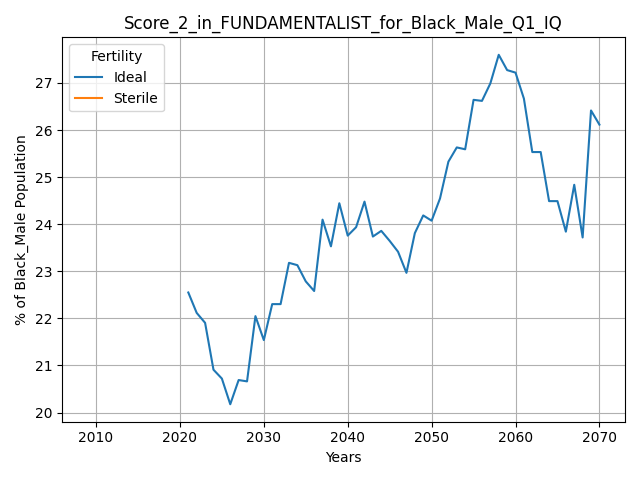 Score_2_in_FUNDAMENTALIST_for_Black_Male_Q1_IQ
Fertility
Ideal
Sterile
% of Black_Male Population
27
26
25
24
23
22
21
20
2010 2020 2030 2040 2050 2060 2070
Years